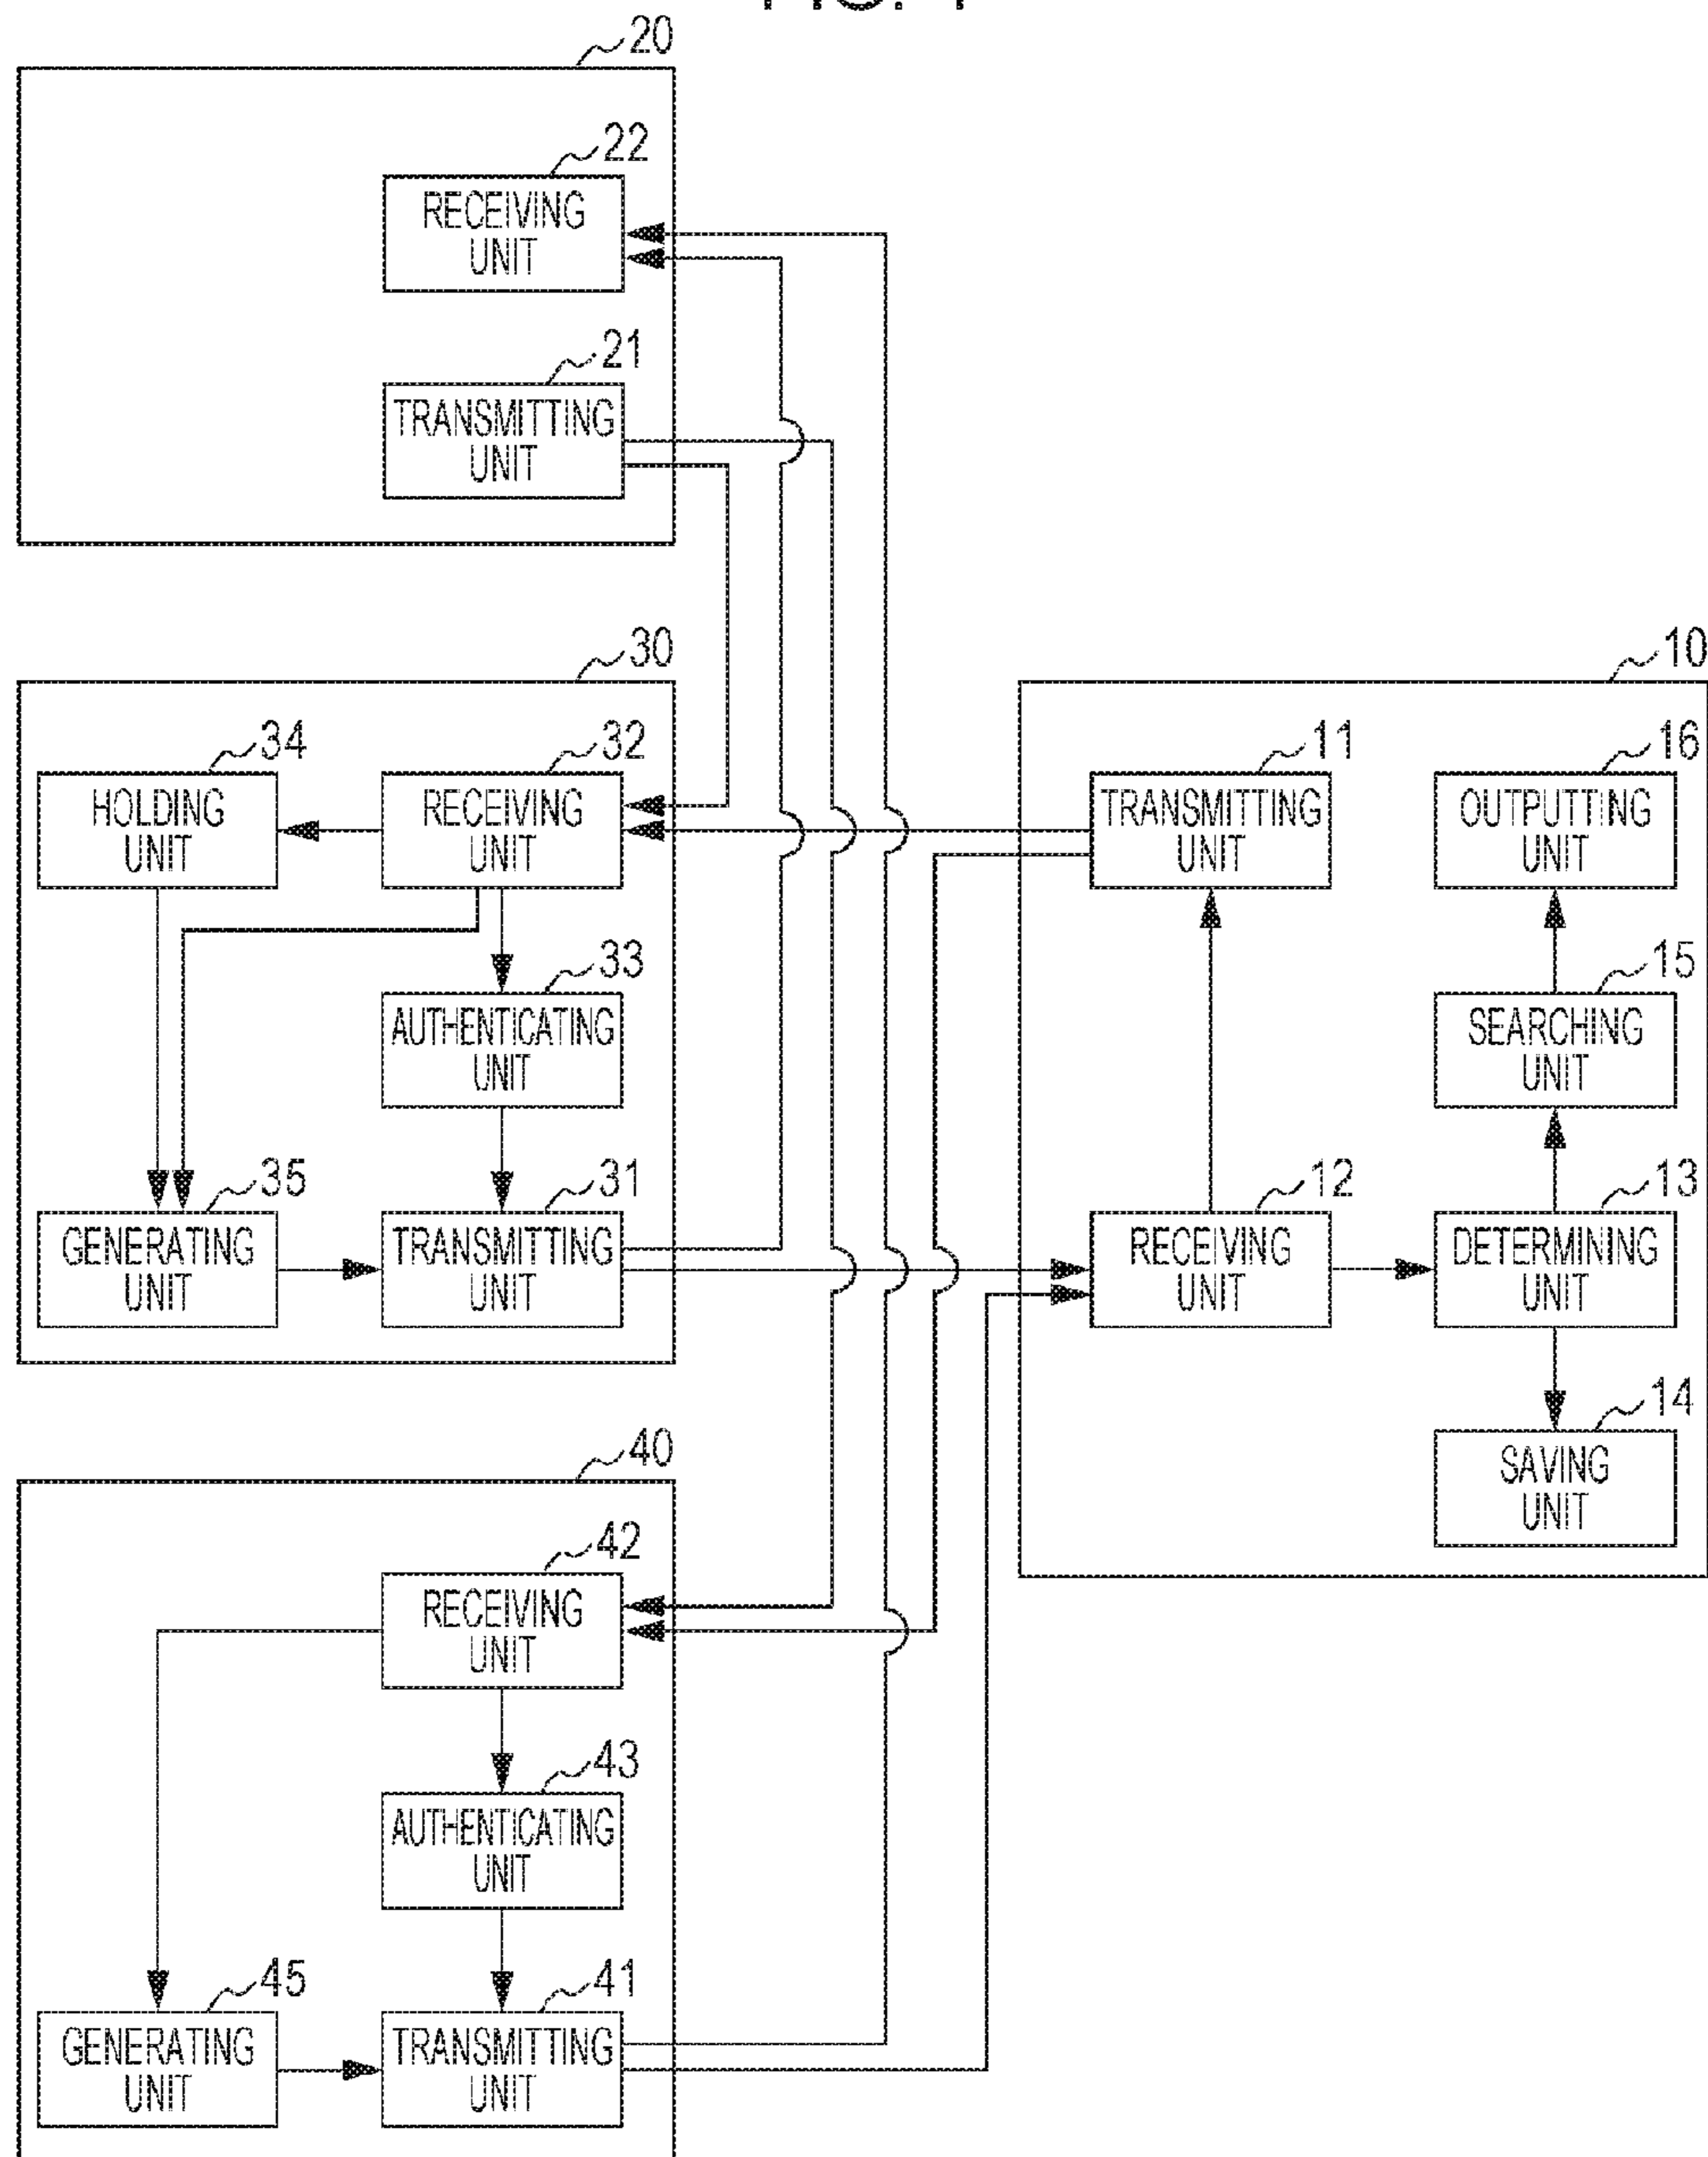 20
22
RECEIVING
UNIT
21
TRANSMITTING
UNIT
30
34
HOLDING
UNIT
32
RECEIVING
UNIT
33
AUTHENTICATING
UNIT
35
GENERATING
UNIT
31
TRANSMITTING
UNIT
10
11
TRANSMITTING
UNIT
16
OUTPUTTING
UNIT
15
SEARCHING
UNIT
12
RECEIVING
UNIT
13
DETERMINING
UNIT
14
SAVING
UNIT
40
42
RECEIVING
UNIT
43
AUTHENTICATING
UNIT
45
GENERATING
UNIT
41
TRANSMITTING
UNIT